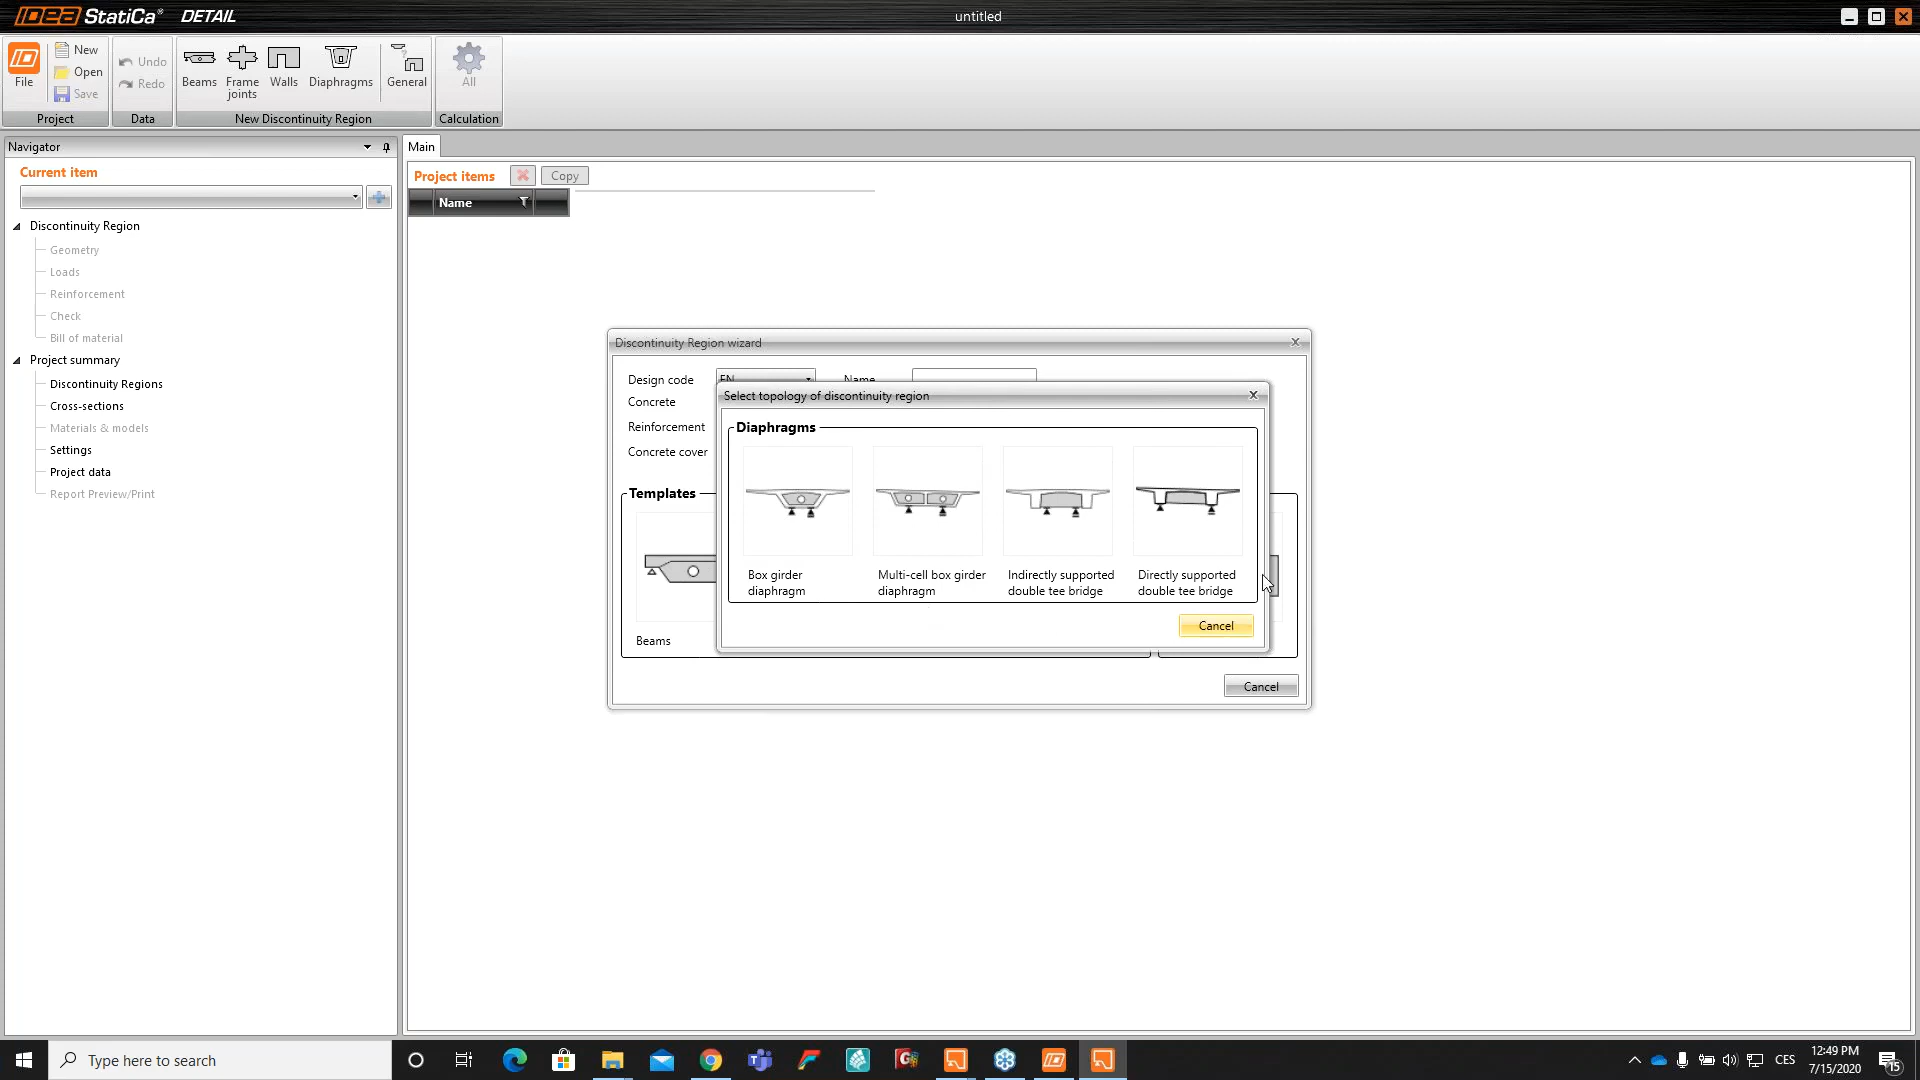 IDEA StatiCa® DETAIL
untitled
File
New
Open
Save
Project
Undo
Redo
Data
Beams
Frame
joints
Walls
Diaphragms
General
New Discontinuity Region
All
Calculation
Navigator
Current item
Discontinuity Region
Geometry
Loads
Reinforcement
Check
Bill of material
Project summary
Discontinuity Regions
Cross-sections
Materials & models
Settings
Project data
Report Preview/Print
Main
Project items
Copy
Name
Discontinuity Region wizard
Design code
EN
Name
Concrete
Reinforcement
Concrete cover
Templates
Beams
Cancel
Select topology of discontinuity region
Diaphragms
Box girder
diaphragm
Multi-cell box girder
diaphragm
Indirectly supported
double tee bridge
Directly supported
double tee bridge
Cancel
Type here to search
CES
12:49 PM
7/15/2020
15